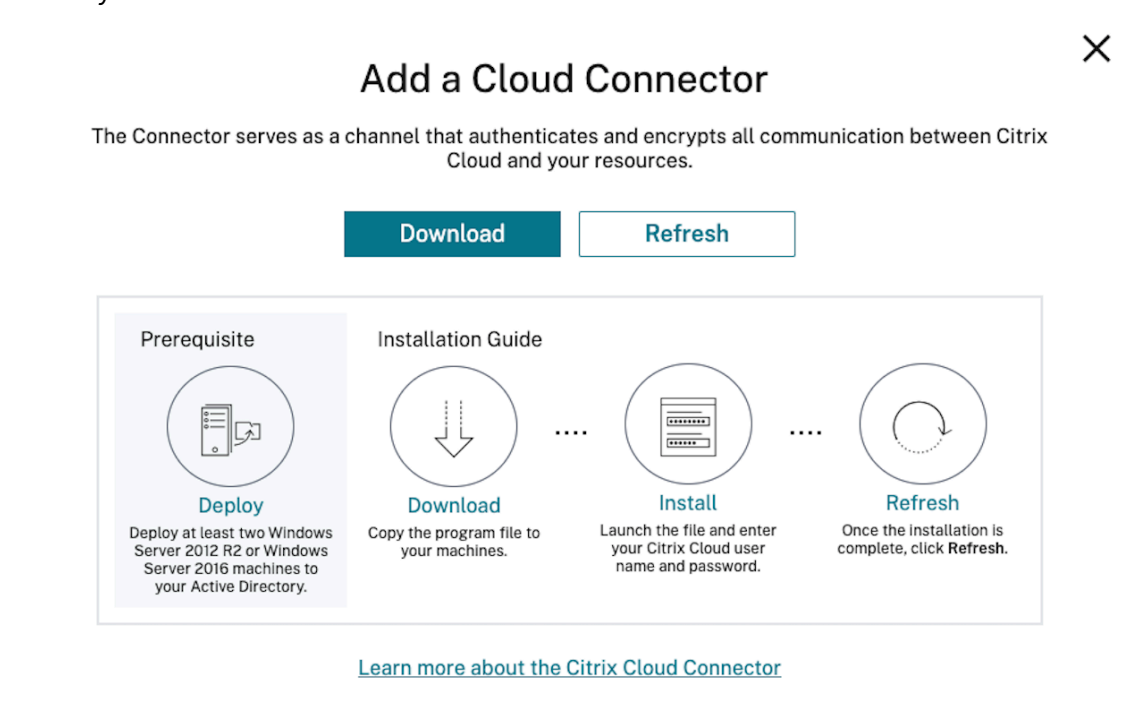 Add a Cloud Connector
The Connector serves as a channel that authenticates and encrypts all communication between Citrix
Cloud and your resources.
Download
Refresh
Prerequisite
Deploy
Deploy at least two Windows
Server 2012 R2 or Windows
Server 2016 machines to
your Active Directory.
Installation Guide
Download
Copy the program file to
your machines.
....
Install
Launch the file and enter
your Citrix Cloud user
name and password.
....
Refresh
Once the installation is
complete, click Refresh.
Learn more about the Citrix Cloud Connector